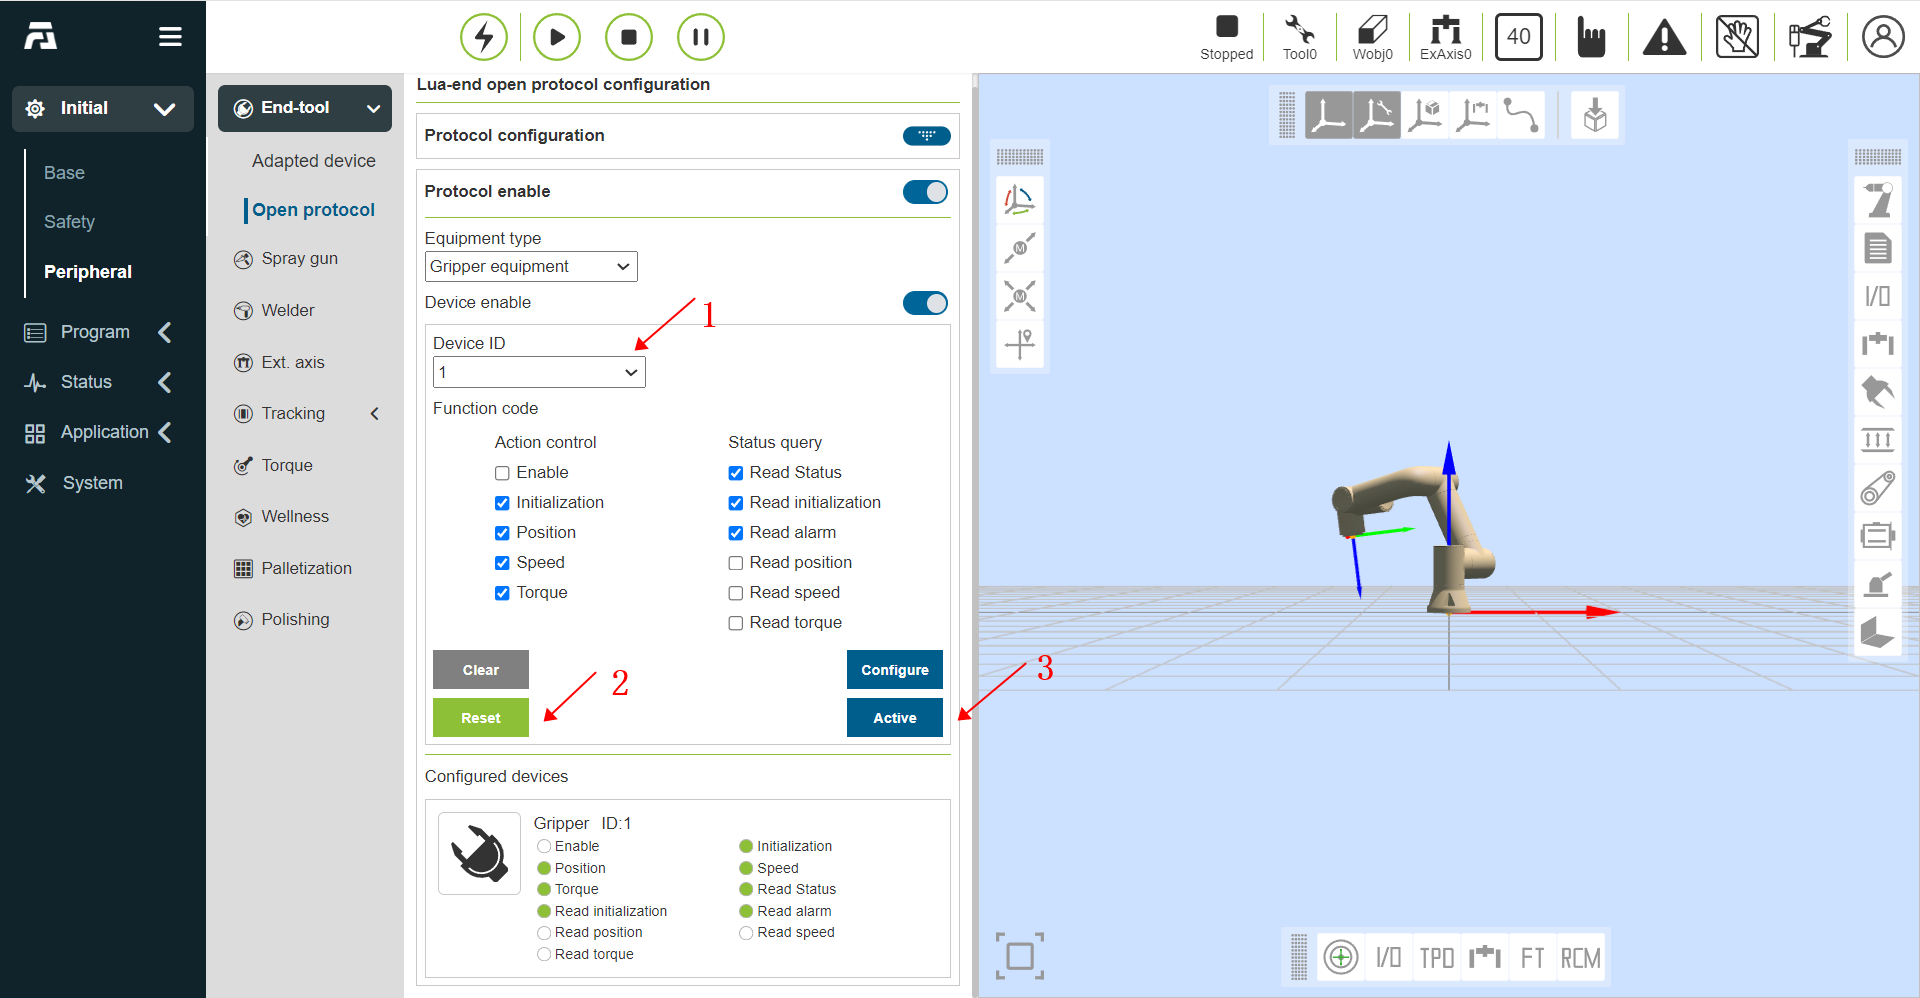 Stopped
Tool0
Wobj0
ExAxis0
40
Initial
Base
Safety
Peripheral
Program
Status
Application
System
End-tool
Adapted device
Open protocol
Spray gun
Welder
Ext. axis
Tracking
Torque
Wellness
Palletization
Polishing
Lua-end open protocol configuration
Protocol configuration
Protocol enable
Equipment type
Gripper equipment
Device enable
1
Device ID
1
Function code
Action control
Status query
Enable
Read Status
Initialization
Read initialization
Position
Read alarm
Speed
Read position
Torque
Read speed
Read torque
Clear
Configure
2
3
Reset
Active
Configured devices
Gripper ID:1
Enable
Initialization
Position
Speed
Torque
Read Status
Read initialization
Read alarm
Read position
Read speed
Read torque
M
M
I/O
I/O
TPD
FT
RCM